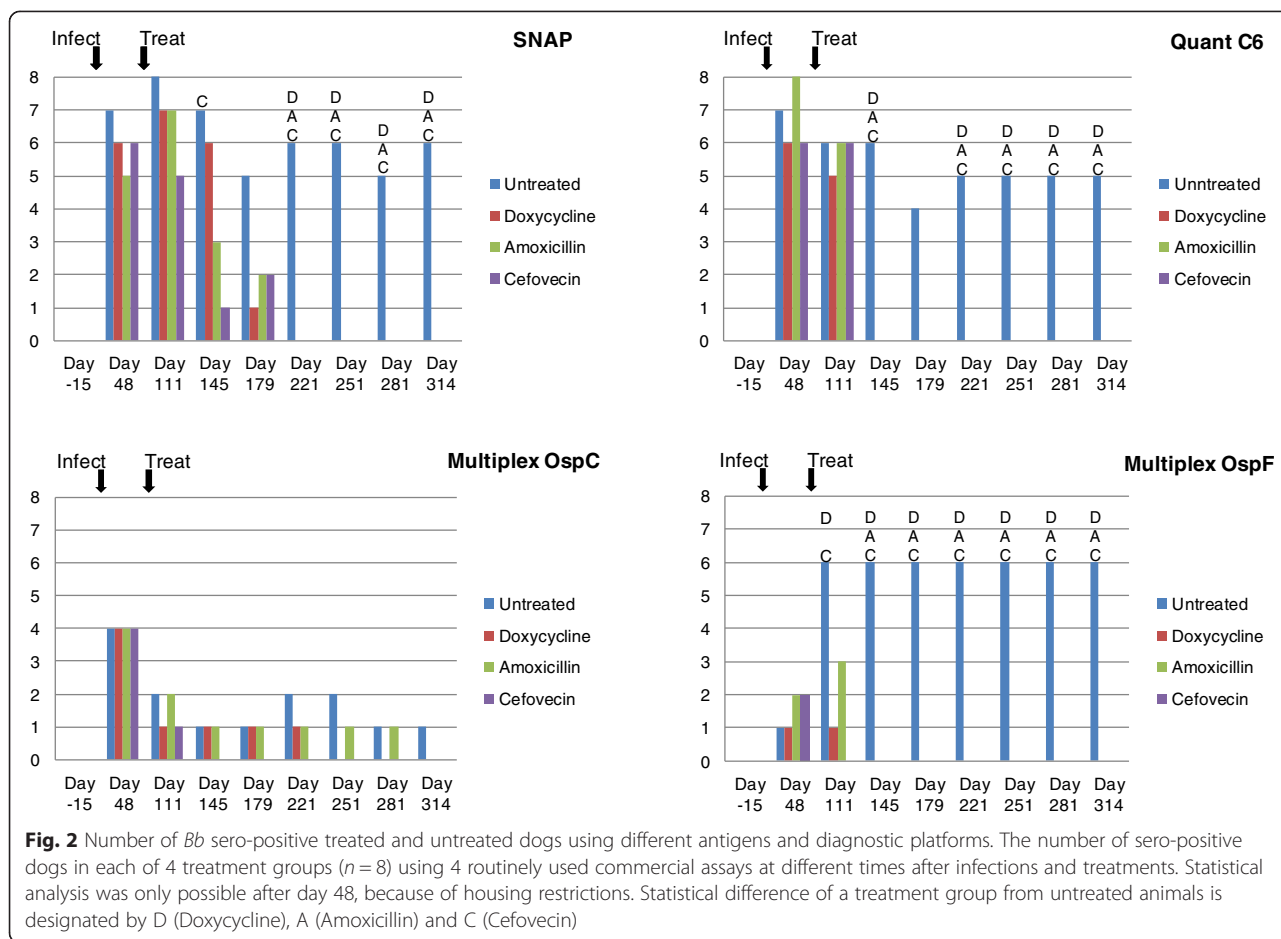 Infect Treat SNAP
8
7
6
5
4
3
2
1
0
C
D
A
C
D
A
C
D
A
C
D
A
C
Day Day Day Day Day Day Day Day Day
-15 48 111 145 179 221 251 281 314
Untreated
Doxycycline
Amoxicillin
Cefovecin
Infect Treat Quant C6
8
7
6
5
4
3
2
1
0
D
A
C
D
A
C
D
A
C
D
A
C
D
A
C
Day Day Day Day Day Day Day Day Day
-15 48 111 145 179 221 251 281 314
Unntreated
Doxycycline
Amoxicillin
Cefovecin
Infect Treat Multiplex OspC
8
7
6
5
4
3
2
1
0
Day Day Day Day Day Day Day Day Day
-15 48 111 145 179 221 251 281 314
Untreated
Doxycycline
Amoxicillin
Cefovecin
Infect Treat Multiplex OspF
8
7
6
5
4
3
2
1
0
D
C
D
A
C
D
A
C
D
A
C
D
A
C
D
A
C
D
A
C
Day Day Day Day Day Day Day Day Day
-15 48 111 145 179 221 251 281 314
Untreated
Doxycycline
Amoxicillin
Cefovecin
Fig. 2 Number of Bb sero-positive treated and untreated dogs using different antigens and diagnostic platforms. The number of sero-positive
dogs in each of 4 treatment groups (n = 8) using 4 routinely used commercial assays at different times after infections and treatments. Statistical
analysis was only possible after day 48, because of housing restrictions. Statistical difference of a treatment group from untreated animals is
designated by D (Doxycycline), A (Amoxicillin) and C (Cefovecin)